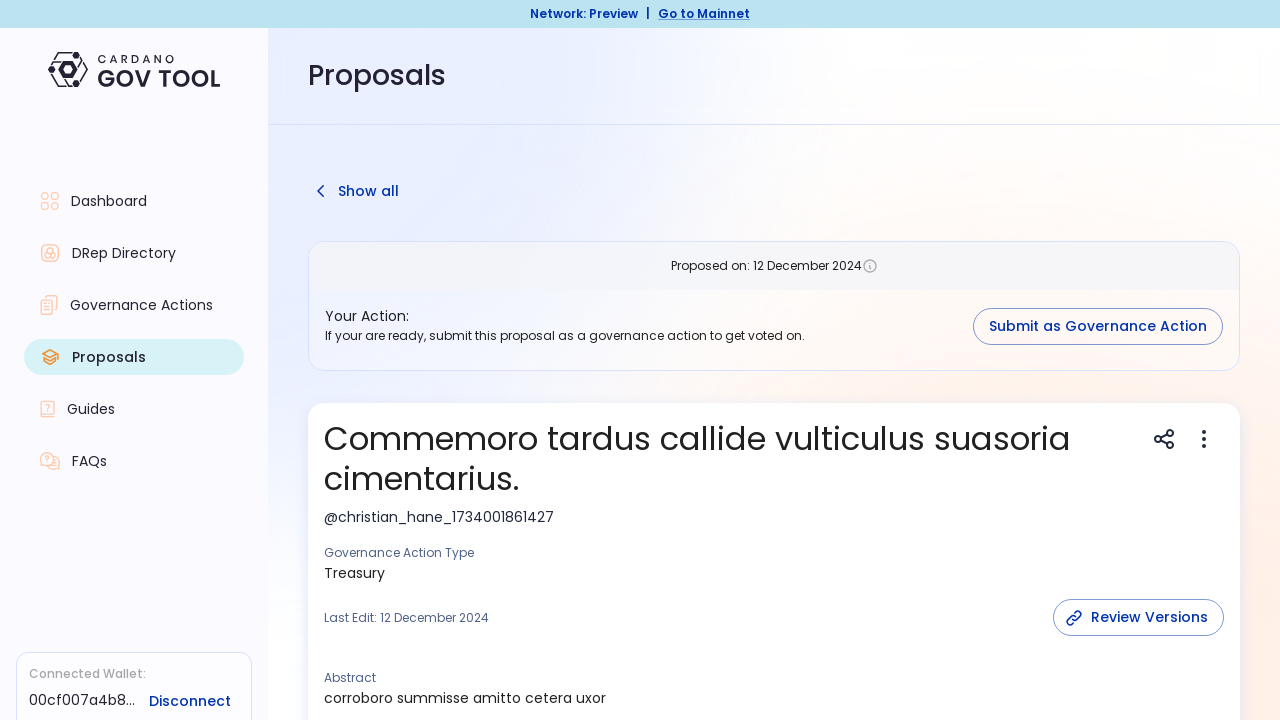 Network: Preview | Go to Mainnet
CARDANO
GOV TOOL
Proposals
Dashboard
DRep Directory
Governance Actions
Proposals
Guides
FAQs
Connected Wallet:
00cf007a4b8... Disconnect
Show all
Proposed on: 12 December 2024
Your Action:
If your are ready, submit this proposal as a governance action to get voted on.
Submit as Governance Action
Commemoro tardus callide vulticulus suasoria
cimentarius.
@christian_hane_1734001861427
Governance Action Type
Treasury
Last Edit: 12 December 2024
Review Versions
Abstract
corroboro summisse amitto cetera uxor